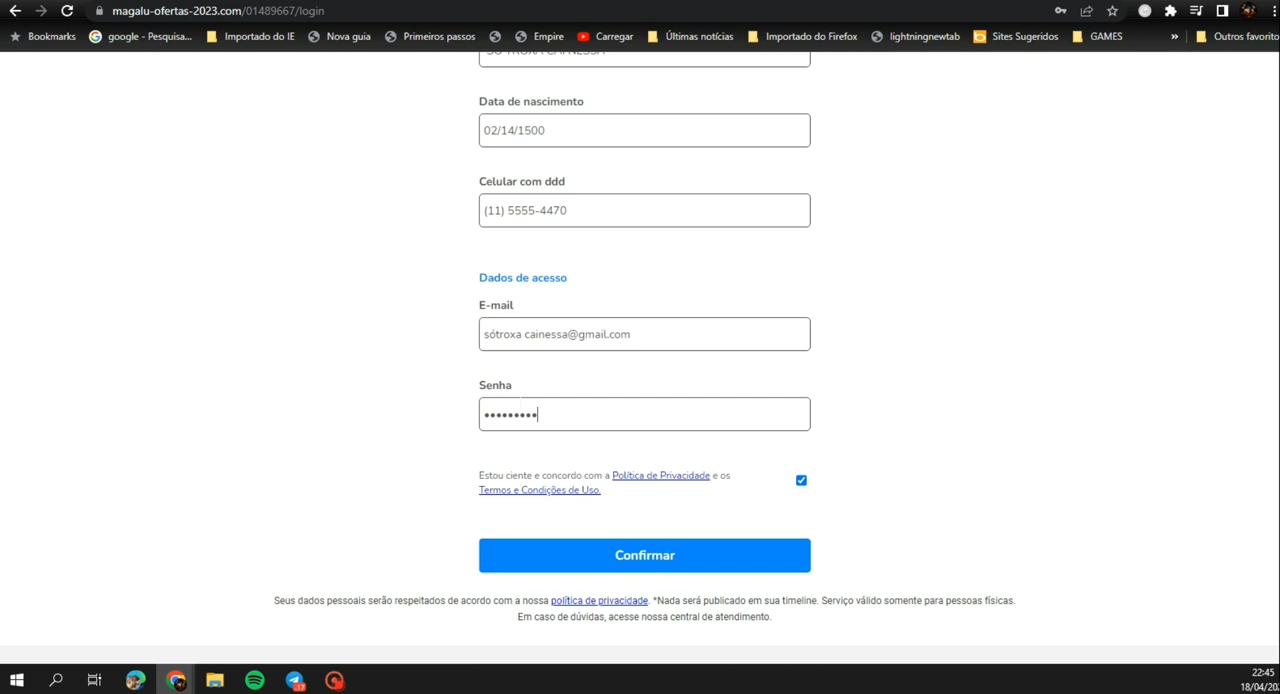 magalu-ofertas-2023.com/01489667/login
Bookmarks google - Pesquisa... Importado do IE Nova guia Primeiros passos Empire Carregar Últimas notícias Importado do Firefox lightningnewtab Sites Sugeridos GAMES » Outros favorito
SÓ TROXA CAI NESSA
Data de nascimento
02/14/1500
Celular com ddd
(11) 5555-4470
Dados de acesso
E-mail
sótroxa cainessa@gmail.com
Senha
•••••••••
Estou ciente e concordo com a Política de Privacidade e os
Termos e Condições de Uso.
Confirmar
Seus dados pessoais serão respeitados de acordo com a nossa política de privacidade. *Nada será publicado em sua timeline. Serviço válido somente para pessoas físicas.
Em caso de dúvidas, acesse nossa central de atendimento.
22:45
18/04/202